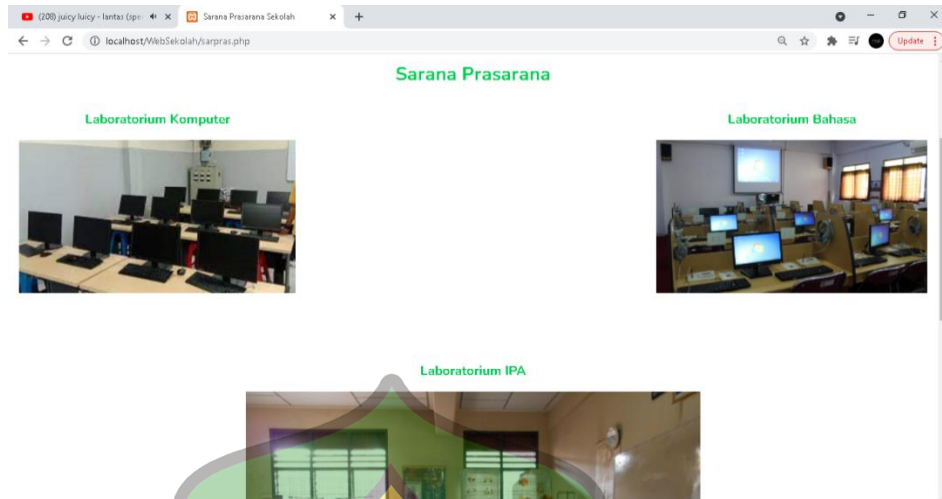 (208) juicy luicy - lantas (spe
Sarana Prasarana Sekolah
localhost/WebSekolah/sarpras.php
Update
Sarana Prasarana
Laboratorium Komputer
Laboratorium Bahasa
Laboratorium IPA